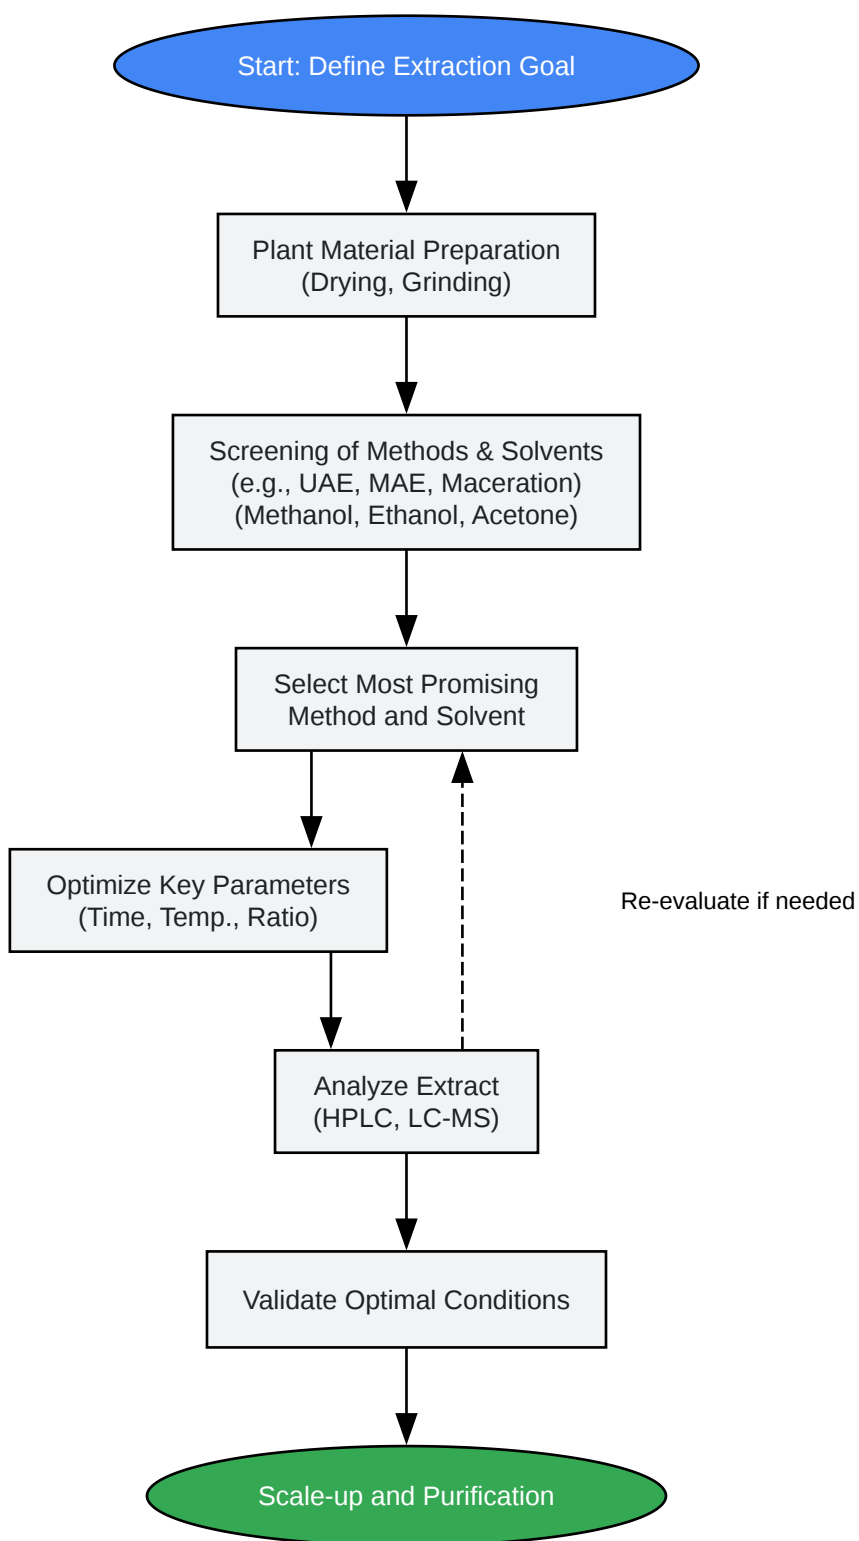 Start: Define Extraction Goal
Plant Material Preparation
(Drying, Grinding)
Screening of Methods & Solvents
(e.g., UAE, MAE, Maceration)
(Methanol, Ethanol, Acetone)
Select Most Promising
Method and Solvent
Optimize Key Parameters
(Time, Temp., Ratio)
Re-evaluate if needed
Analyze Extract
(HPLC, LC-MS)
Validate Optimal Conditions
Scale-up and Purification